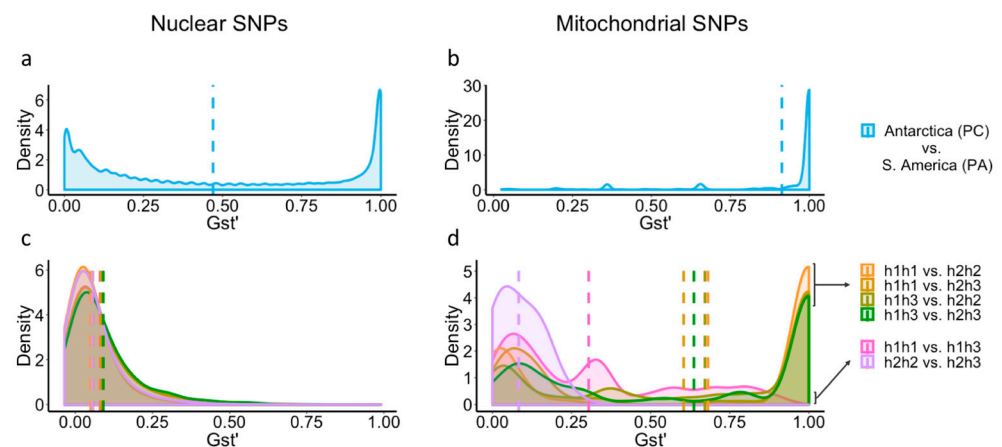 Nuclear SNPs
Mitochondrial SNPs
a
Density
6
4
2
0
0.00 0.25 0.50 0.75 1.00
Gst'
b
Density
30
20
10
0
0.00 0.25 0.50 0.75 1.00
Gst'
Antarctica (PC)
vs.
S. America (PA)
c
Density
6
4
2
0
0.00 0.25 0.50 0.75 1.00
Gst'
d
Density
5
4
3
2
1
0
0.00 0.25 0.50 0.75 1.00
Gst'
h1h1 vs. h2h2
h1h1 vs. h2h3
h1h3 vs. h2h2
h1h3 vs. h2h3
h1h1 vs. h1h3
h2h2 vs. h2h3